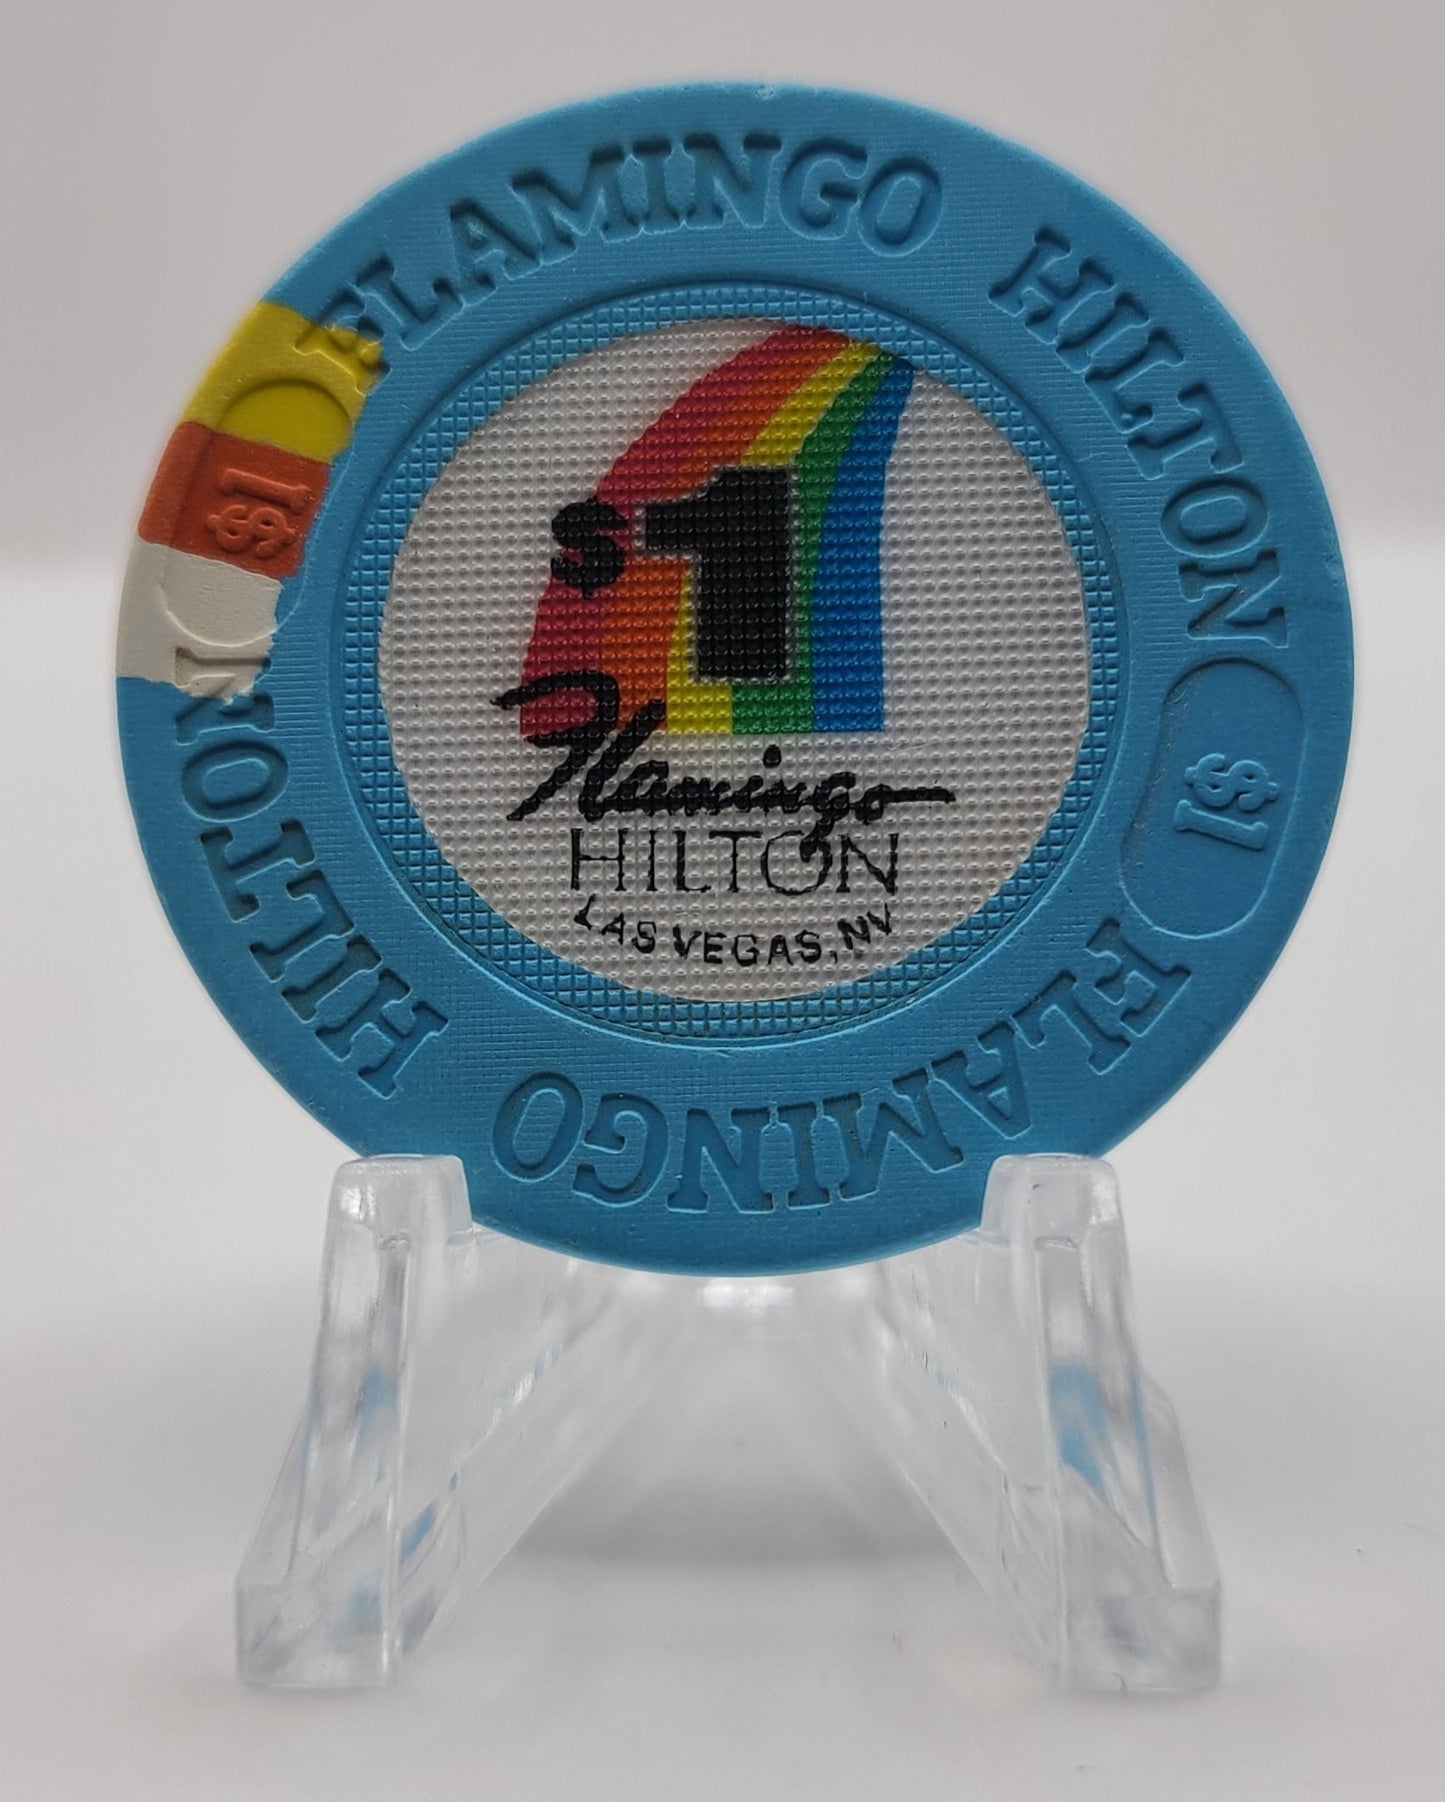 FLAMINGO HILTON
$1
FLAMINGO HILTON
$1
$1
Flamingo
HILTON
LAS VEGAS, NV